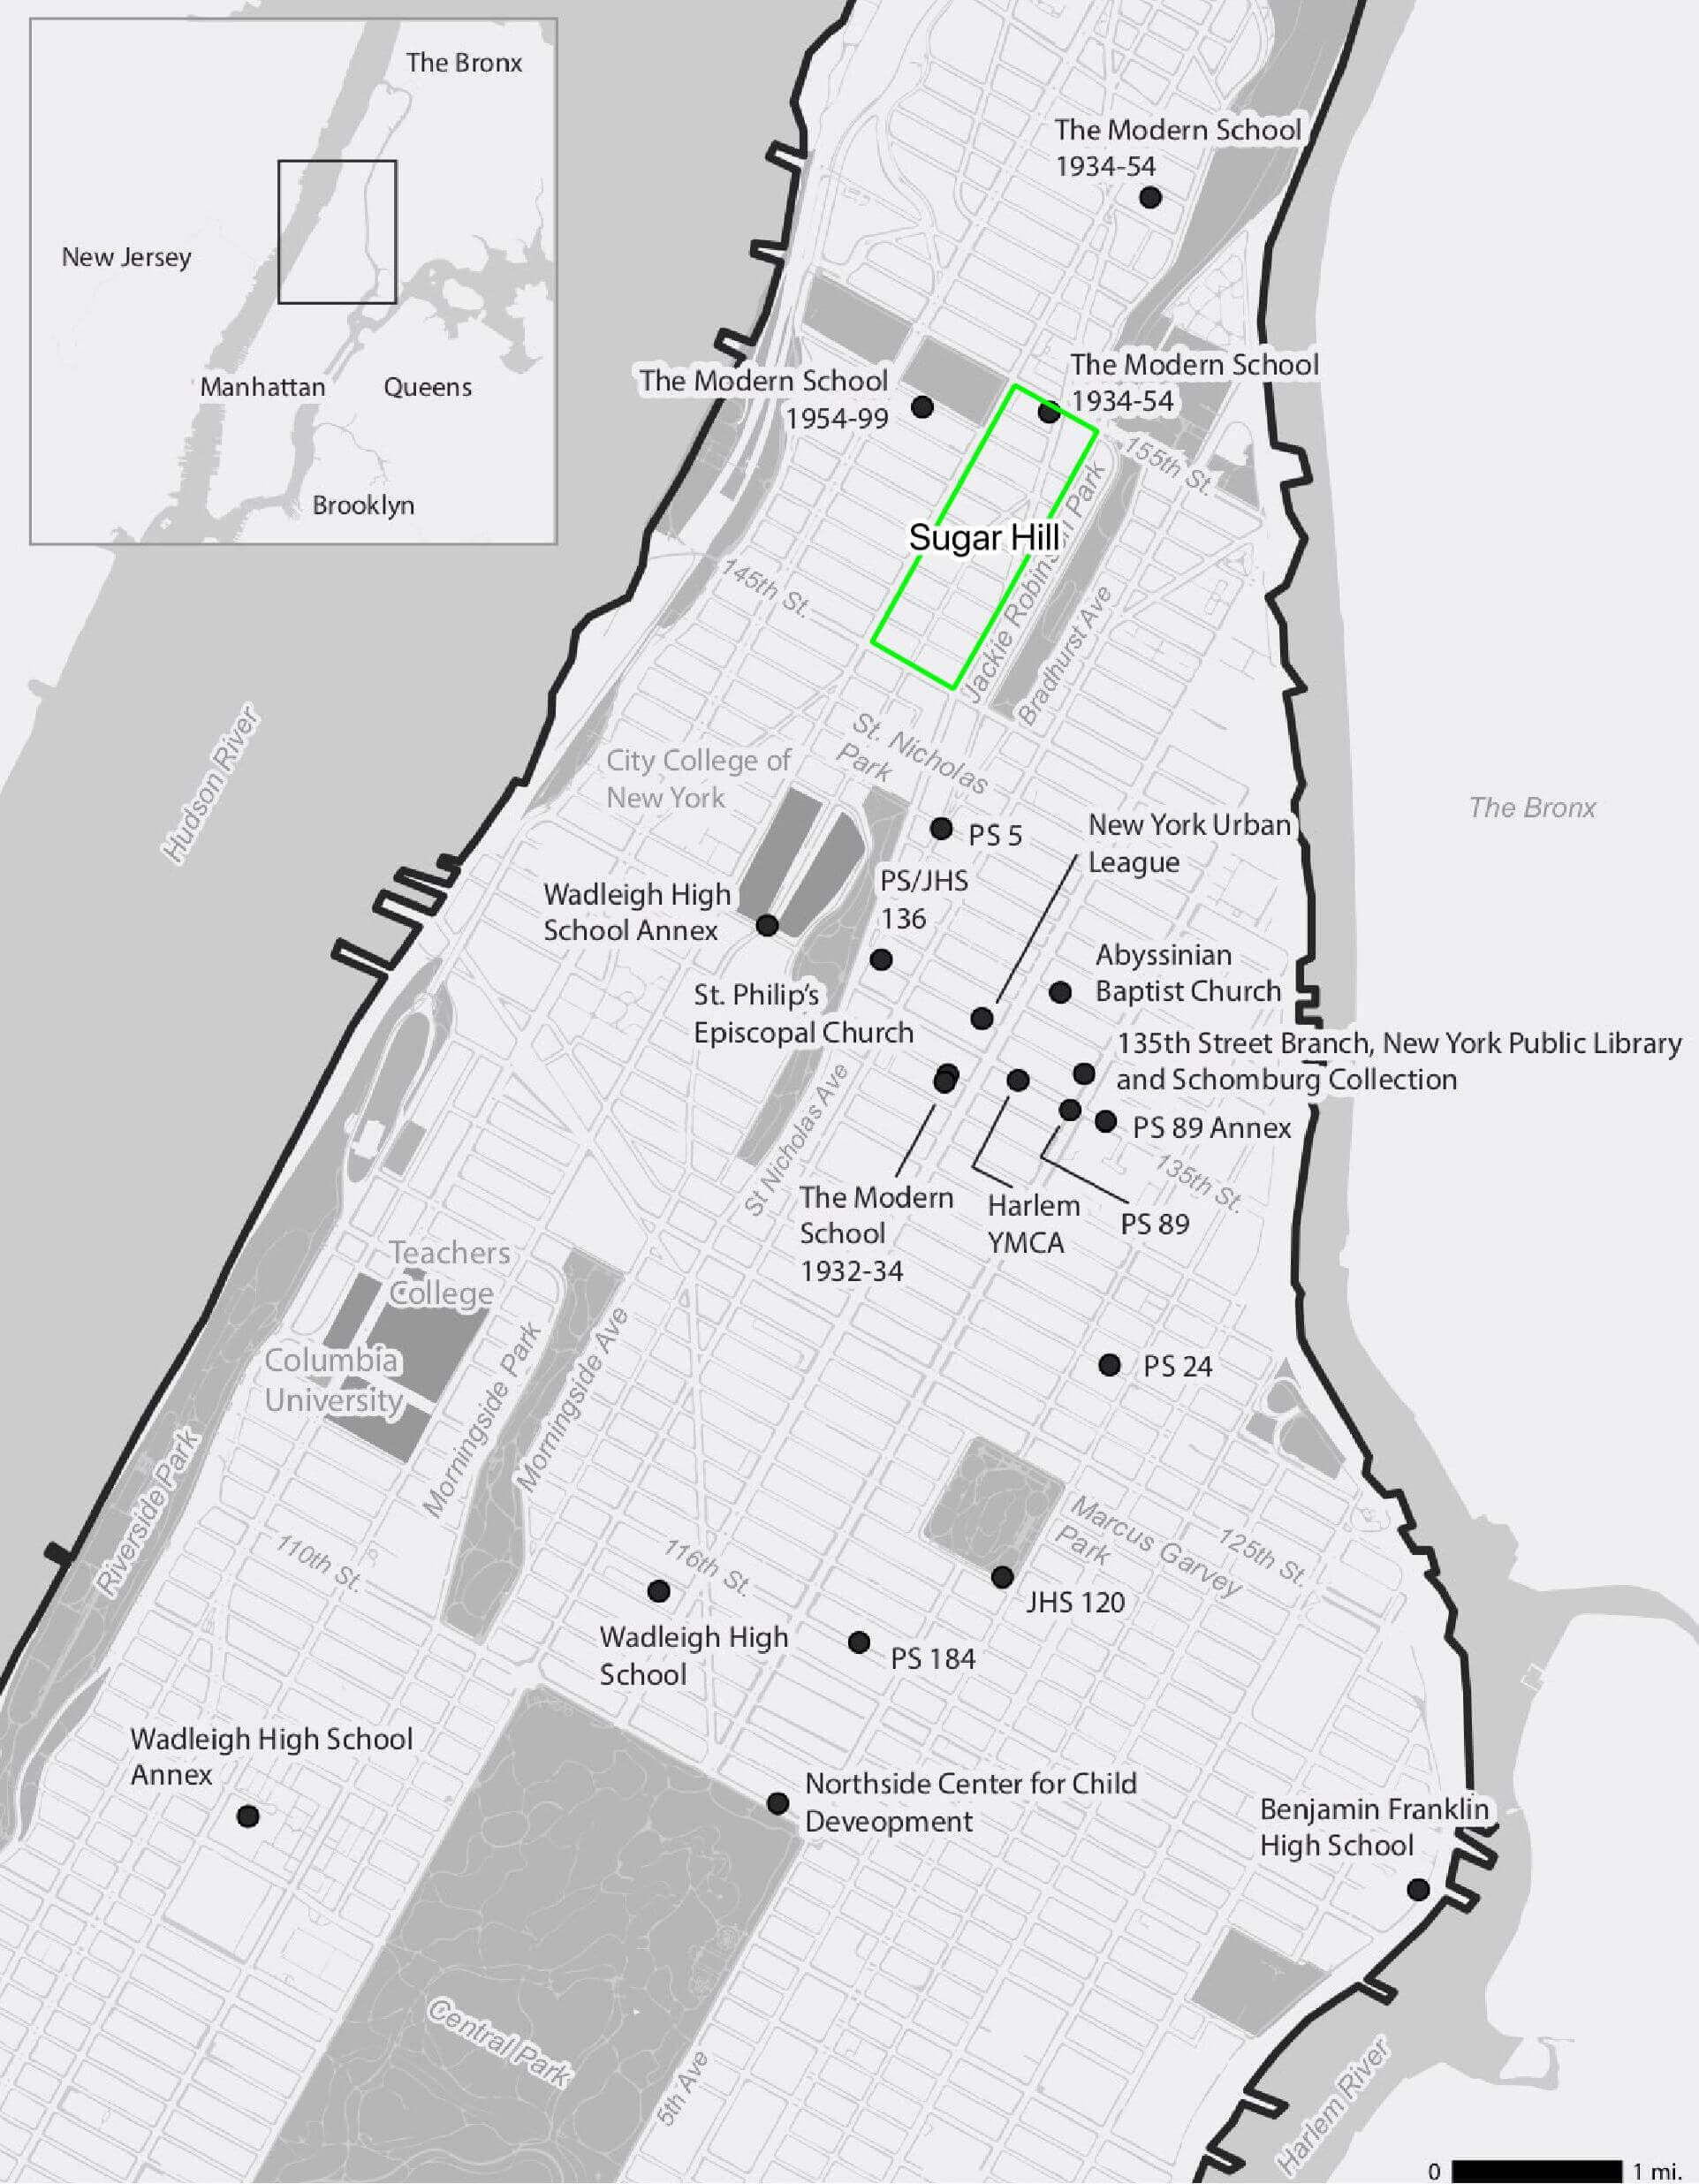 The Bronx
New Jersey
Manhattan
Queens
Brooklyn
The Modern School
1934-54
The Modern School
1954-99
The Modern School
1934-54
155th St.
Sugar Hill
Jackie Robinson Park
Bradhurst Ave
145th St.
Hudson River
St. Nicholas
Park
City College of
New York
The Bronx
PS 5
New York Urban
League
PS/JHS
136
Wadleigh High
School Annex
Abyssinian
Baptist Church
St. Philip's
Episcopal Church
135th Street Branch, New York Public Library
and Schomburg Collection
PS 89 Annex
135th St.
St Nicholas Ave
The Modern
School
1932-34
Harlem
YMCA
PS 89
Teachers
College
Columbia
University
Morningside Park
Morningside Ave
PS 24
Riverside Park
110th St.
116th St.
Marcus Garvey
Park
125th St.
JHS 120
Wadleigh High
School
PS 184
Wadleigh High School
Annex
Northside Center for Child
Deveopment
Benjamin Franklin
High School
Central Park
5th Ave
Harlem River
0 1 mi.